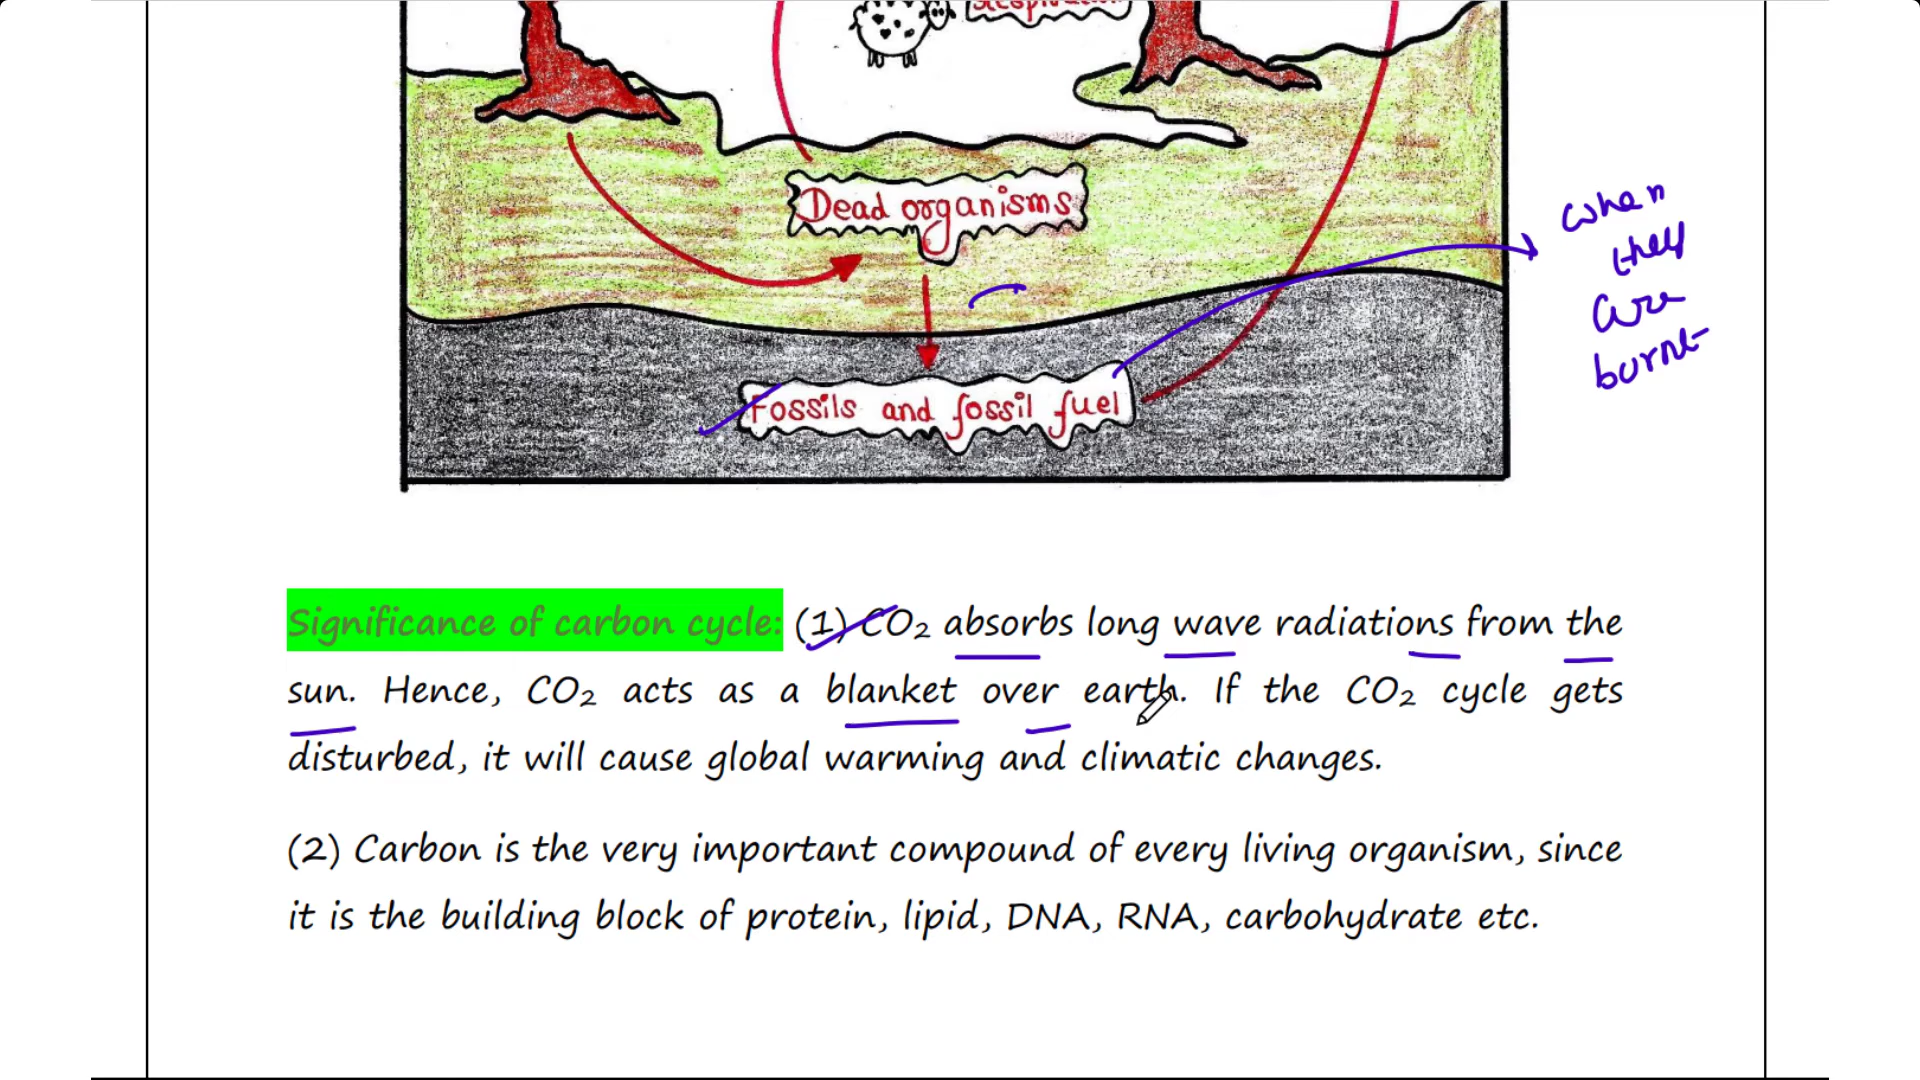 Dead organisms
when
they
are
burnt
Fossils and fossil fuel
Significance of carbon cycle: (1) CO₂ absorbs long wave radiations from the
sun. Hence, CO₂ acts as a blanket over earth. If the CO₂ cycle gets
disturbed, it will cause global warming and climatic changes.
(2) Carbon is the very important compound of every living organism, since
it is the building block of protein, lipid, DNA, RNA, carbohydrate etc.